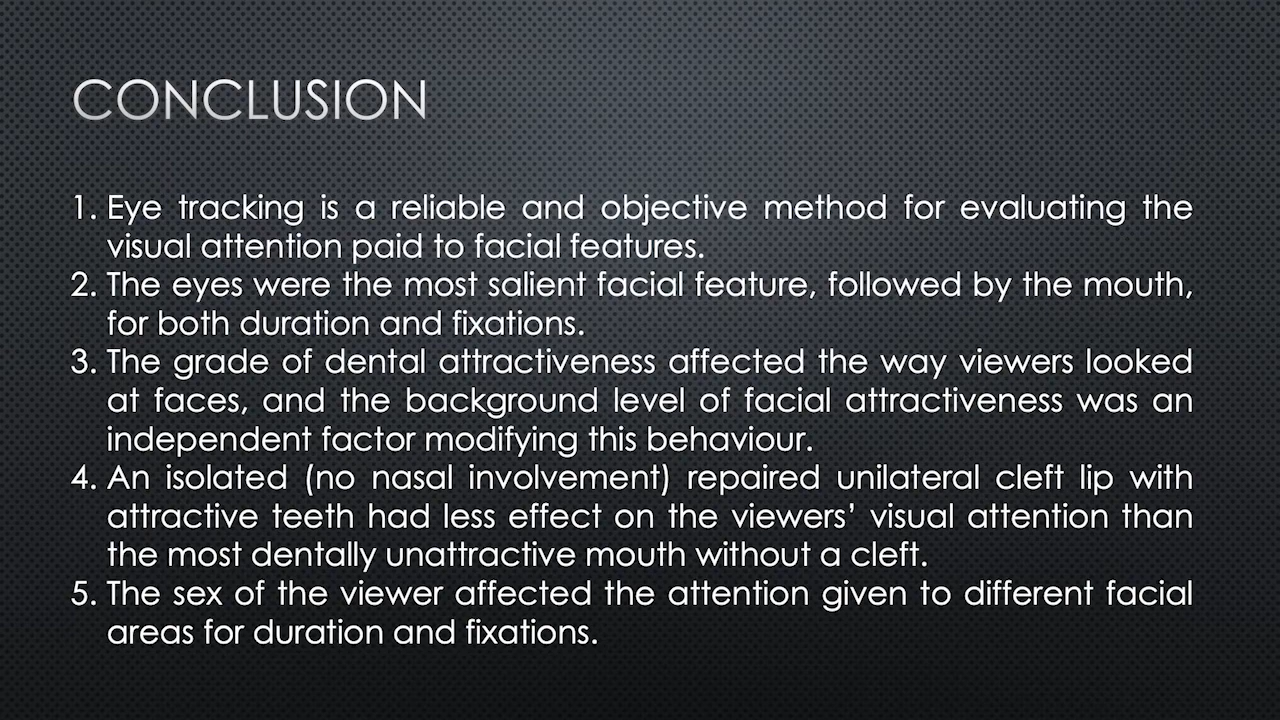 CONCLUSION
1. Eye tracking is a reliable and objective method for evaluating the
visual attention paid to facial features.
2. The eyes were the most salient facial feature, followed by the mouth,
for both duration and fixations.
3. The grade of dental attractiveness affected the way viewers looked
at faces, and the background level of facial attractiveness was an
independent factor modifying this behaviour.
4. An isolated (no nasal involvement) repaired unilateral cleft lip with
attractive teeth had less effect on the viewers’ visual attention than
the most dentally unattractive mouth without a cleft.
5. The sex of the viewer affected the attention given to different facial
areas for duration and fixations.